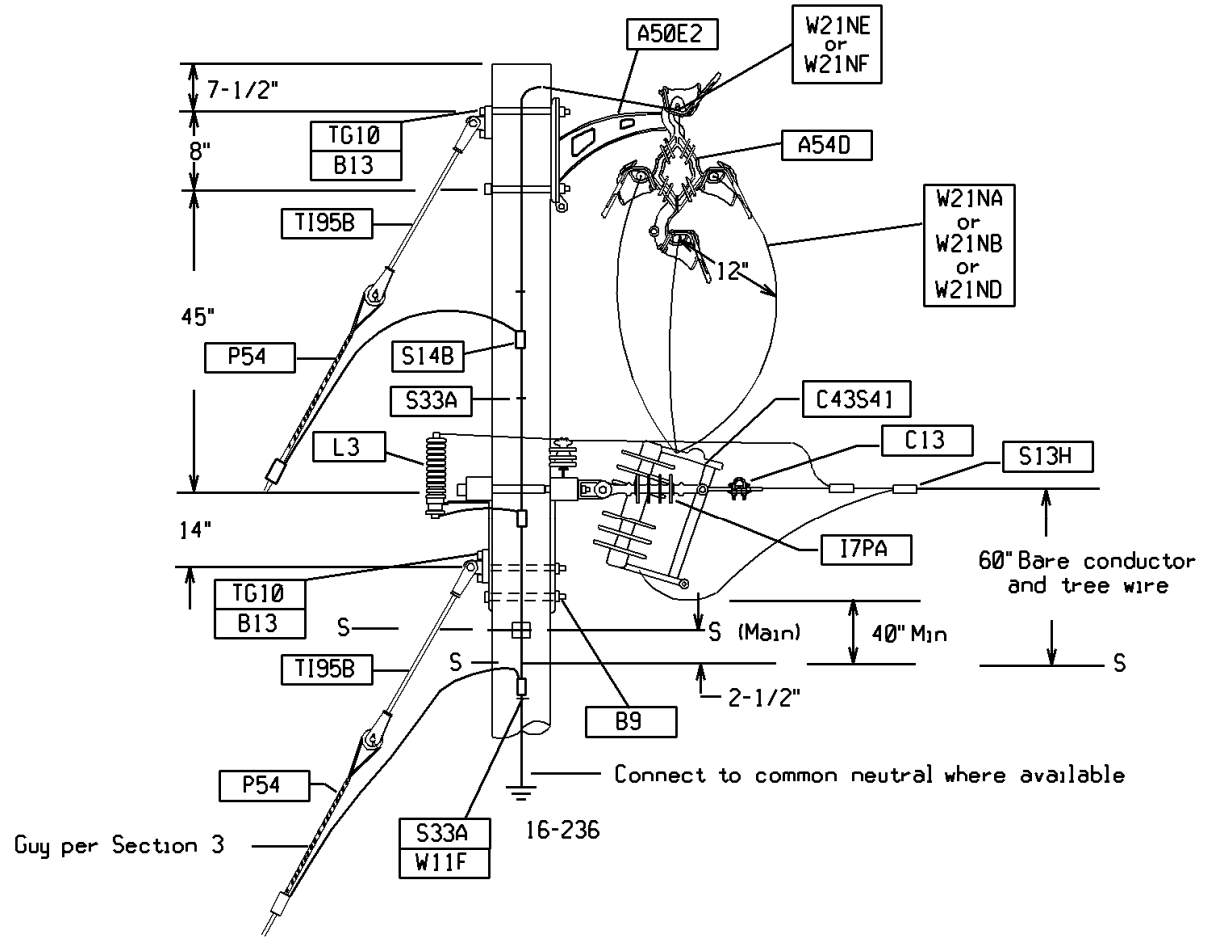 A50E2
W21NE
or
W21NF
7-1/2"
TG10
B13
8"
A54D
TI95B
W21NA
or
W21NB
or
W21ND
12"
45"
P54
S14B
S33A
C43S41
L3
C13
S13H
14"
I7PA
60" Bare conductor
and tree wire
TG10
B13
S
S (Main)
40" Min
TI95B
S
S
2-1/2"
B9
P54
Connect to common neutral where available
Guy per Section 3
S33A
W11F
16-236